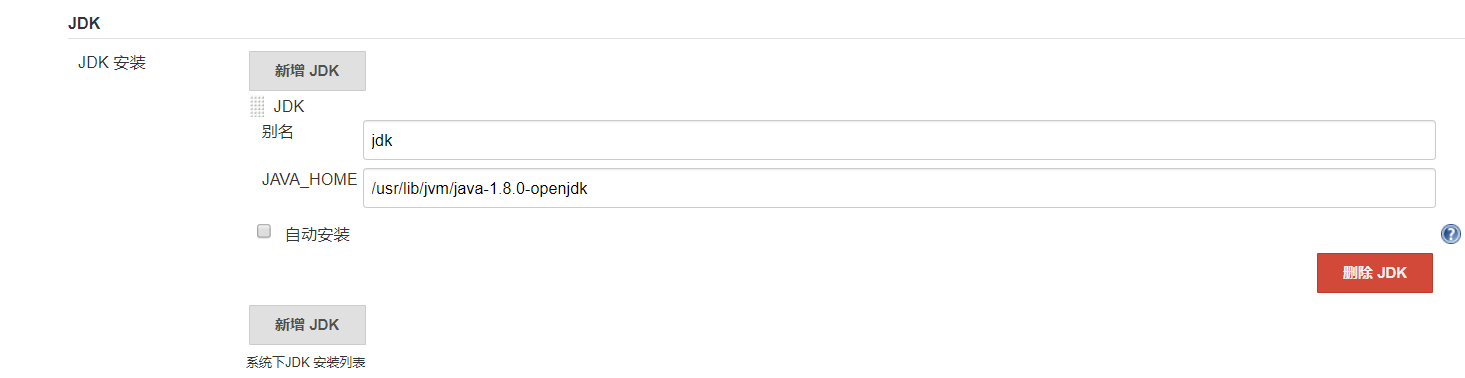 JDK
JDK 安装
新增 JDK
JDK
别名
jdk
JAVA_HOME
/usr/lib/jvm/java-1.8.0-openjdk
自动安装
?
删除 JDK
新增 JDK
系统下JDK 安装列表